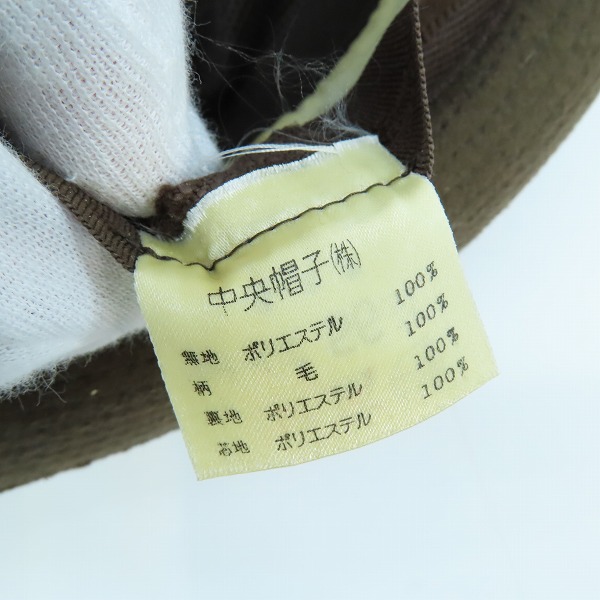 中央帽子(株)
無地 ポリエステル 100%
柄 毛 100%
裏地 ポリエステル 100%
芯地 ポリエステル 100%